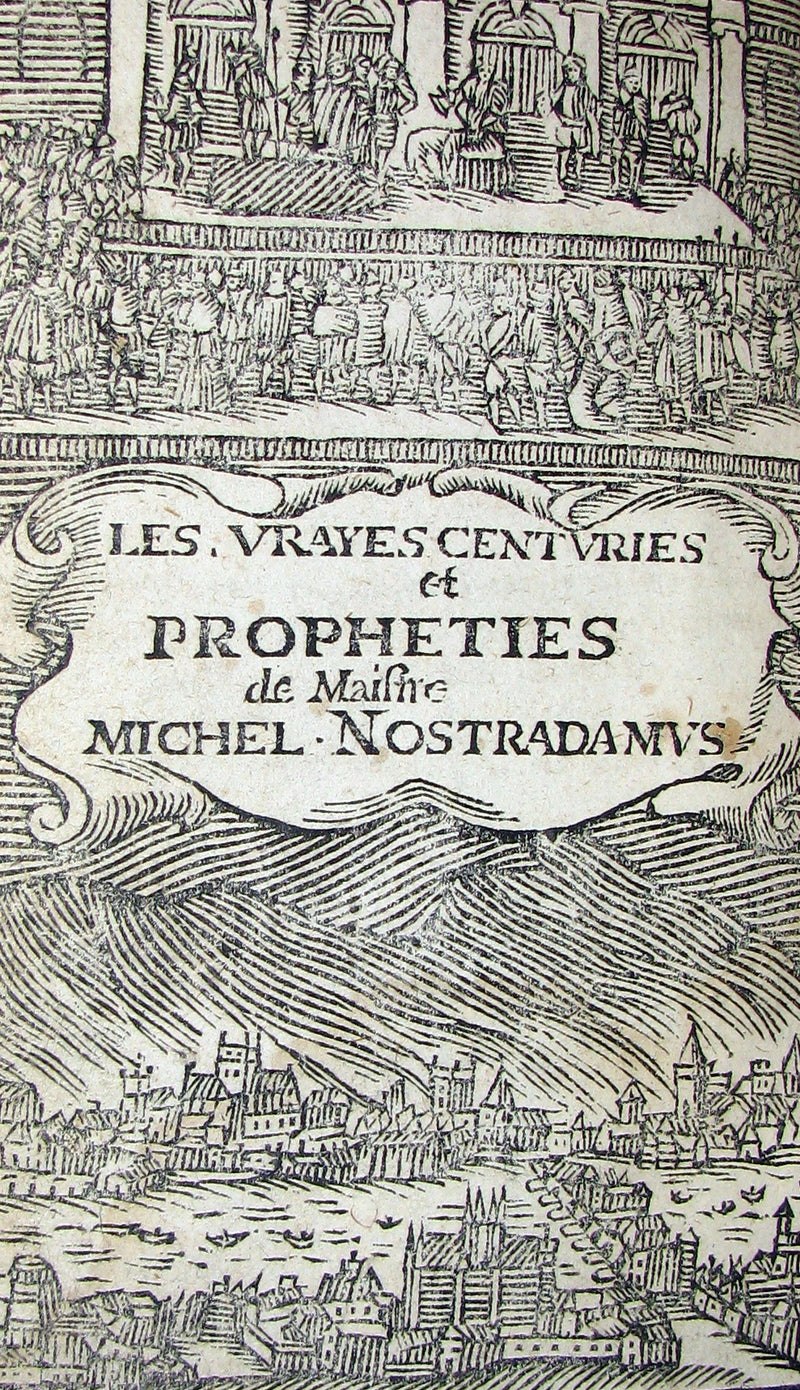 LES. VRAYES CENTVRIES
et
PROPHETIES
de Maiſtre
MICHEL · NOSTRADAMVS.